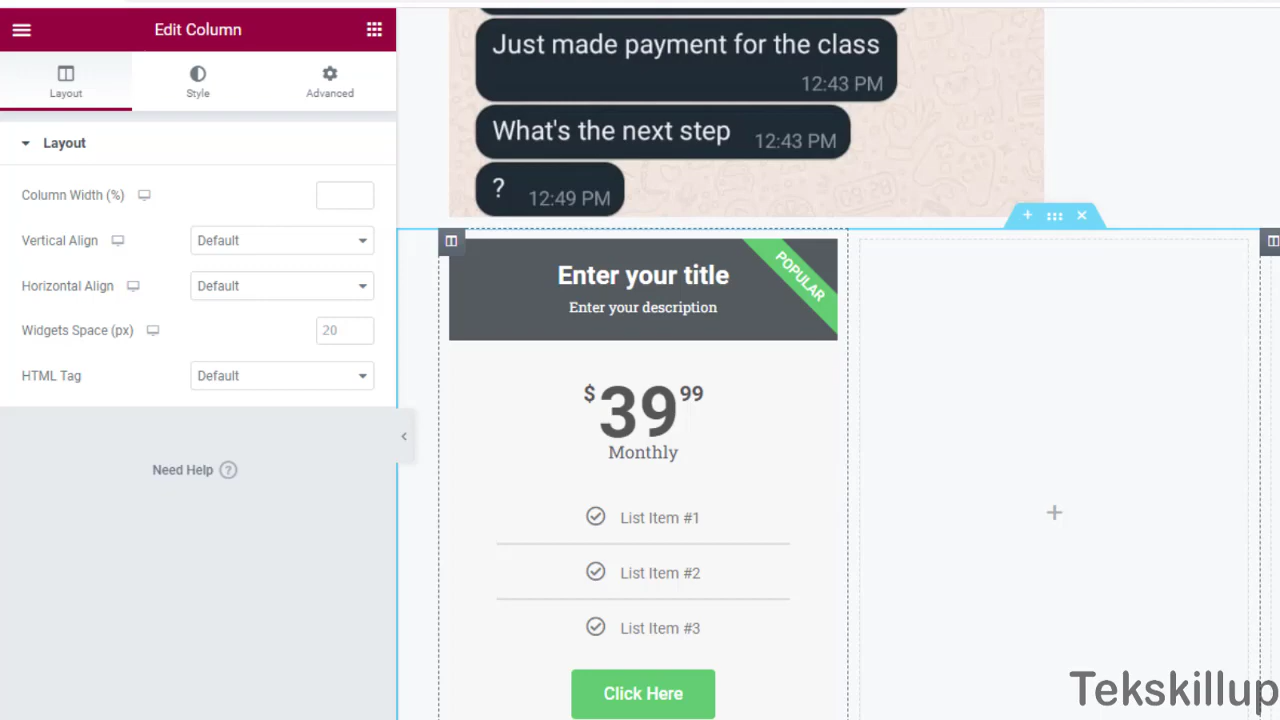 Edit Column
Layout
Style
Advanced
Layout
Column Width (%)
Vertical Align
Default
Horizontal Align
Default
Widgets Space (px)
20
HTML Tag
Default
Need Help ?
Just made payment for the class
12:43 PM
What's the next step 12:43 PM
? 12:49 PM
Enter your title
POPULAR
Enter your description
$39 99
Monthly
List Item #1
List Item #2
List Item #3
Click Here
Tekskillup